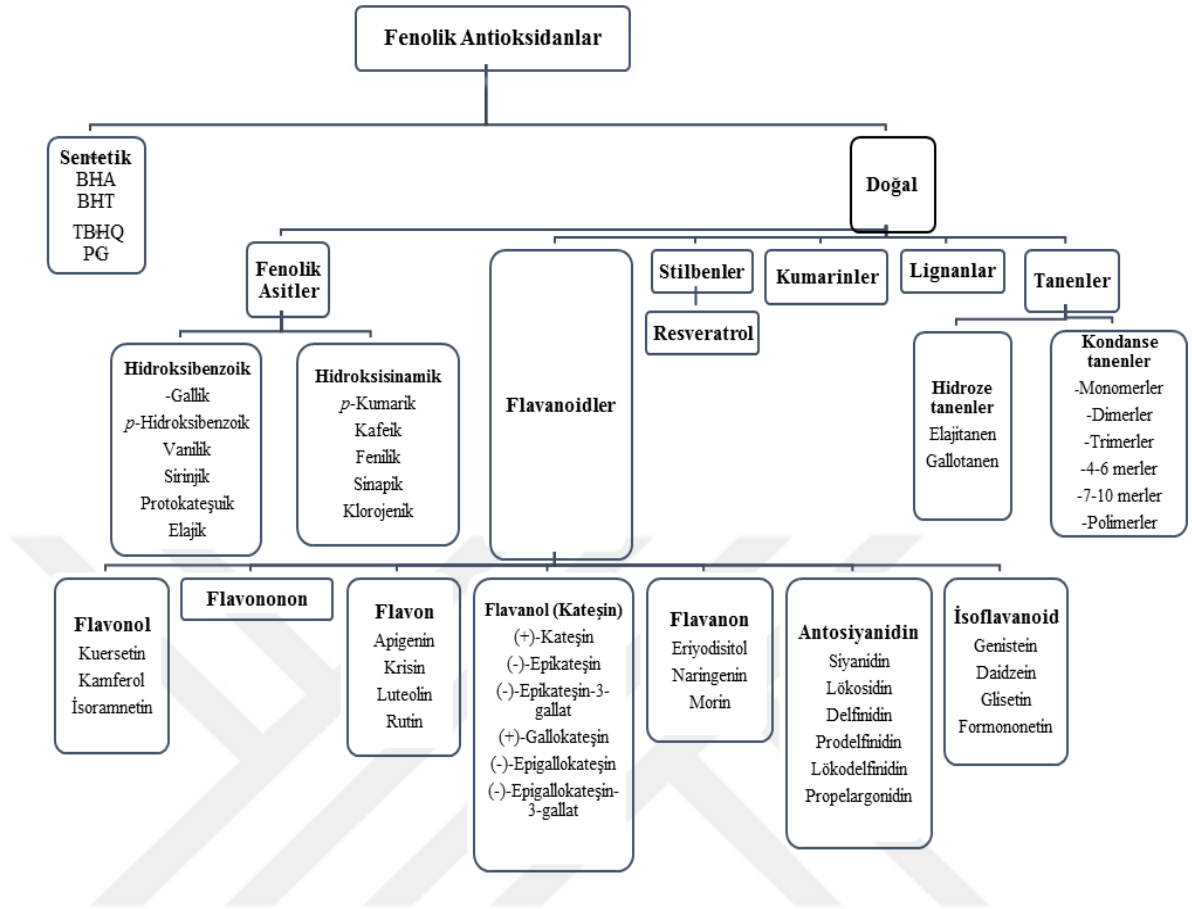 Fenolik Antioksidanlar
Sentetik
BHA
BHT
TBHQ
PG
Doğal
Fenolik
Asitler
Hidroksibenzoik
-Gallik
p-Hidroksibenzoik
Vanilik
Sirinjik
Protokateşuik
Elajik
Hidroksisinamik
p-Kumarik
Kafeik
Fenilik
Sinapik
Klorojenik
Flavanoidler
Stilbenler
Resveratrol
Kumarinler
Lignanlar
Tanenler
Hidroze
tanenler
Elajitanen
Gallotanen
Kondanse
tanenler
-Monomerler
-Dimerler
-Trimerler
-4-6 merler
-7-10 merler
-Polimerler
Flavonol
Kuersetin
Kamferol
İsoramnetin
Flavononon
Flavon
Apigenin
Krisin
Luteolin
Rutin
Flavanol (Kateşin)
(+)-Kateşin
(-)-Epikateşin
(-)-Epikateşin-3-
gallat
(+)-Gallokateşin
(-)-Epigallokateşin
(-)-Epigallokateşin-
3-gallat
Flavanon
Eriyodisitol
Naringenin
Morin
Antosiyanidin
Siyanidin
Lökosidin
Delfinidin
Prodelfinidin
Lökodelfinidin
Propelargonidin
İsoflavanoid
Genistein
Daidzein
Glisetin
Formononetin